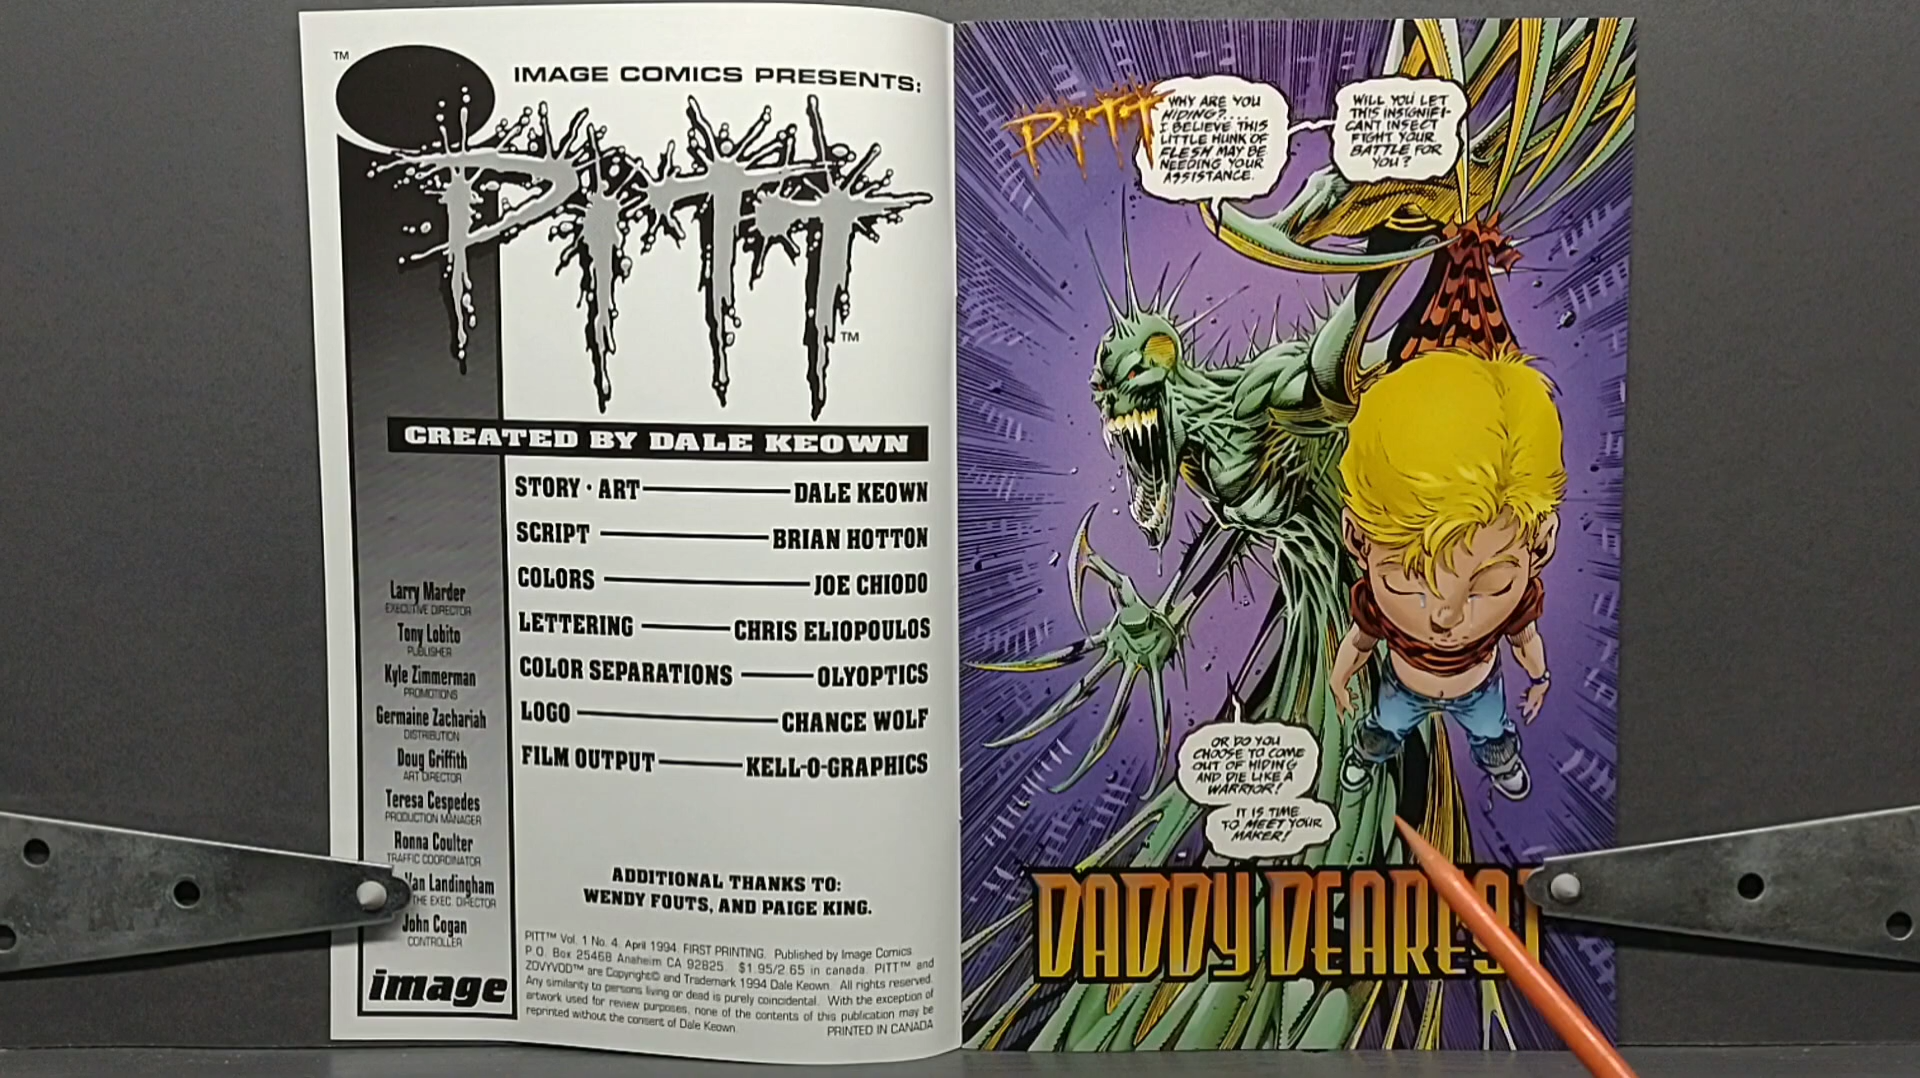 TM
IMAGE COMICS PRESENTS:
PITT
TM
CREATED BY DALE KEOWN
STORY · ART DALE KEOWN
SCRIPT BRIAN HOTTON
COLORS JOE CHIODO
LETTERING CHRIS ELIOPOULOS
COLOR SEPARATIONS OLYOPTICS
LOGO CHANCE WOLF
FILM OUTPUT KELL-O-GRAPHICS
Larry Marder
EXECUTIVE DIRECTOR
Tony Lobito
PUBLISHER
Kyle Zimmerman
PROMOTIONS
Germaine Zachariah
DISTRIBUTION
Doug Griffith
ART DIRECTOR
Teresa Cespedes
PRODUCTION MANAGER
Ronna Coulter
TRAFFIC COORDINATOR
Van Landingham
THE EXEC. DIRECTOR
John Cogan
CONTROLLER
image
ADDITIONAL THANKS TO:
WENDY FOUTS, AND PAIGE KING.
PITT™ Vol. 1 No. 4. April 1994. FIRST PRINTING. Published by Image Comics
P.O. Box 25468 Anaheim CA 92825. $1.95/2.65 in canada. PITT™ and
ZOVYVOD™ are Copyright© and Trademark 1994 Dale Keown. All rights reserved.
Any similarity to persons living or dead is purely coincidental. With the exception of
artwork used for review purposes, none of the contents of this publication may be
reprinted without the consent of Dale Keown.
PRINTED IN CANADA
PITT
WHY ARE YOU
HIDING?....
I BELIEVE THIS
LITTLE HUNK OF
FLESH MAY BE
NEEDING YOUR
ASSISTANCE.
WILL YOU LET
THIS INSIGNIFI-
CANT INSECT
FIGHT YOUR
BATTLE FOR
YOU?
OR DO YOU
CHOOSE TO COME
OUT OF HIDING
AND DIE LIKE A
WARRIOR!
IT IS TIME
TO MEET YOUR
MAKER!
DADDY DEAREST